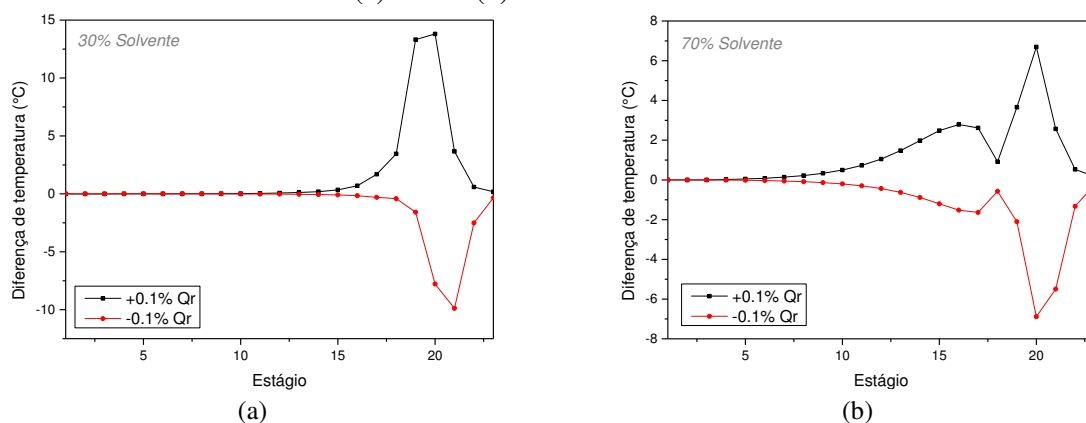 30% Solvente
Diferença de temperatura (°C)
15
10
5
0
-5
-10
+0.1% Qr
-0.1% Qr
5
10
15
20
Estágio
(a)
70% Solvente
Diferença de temperatura (°C)
8
6
4
2
0
-2
-4
-6
-8
+0.1% Qr
-0.1% Qr
5
10
15
20
Estágio
(b)